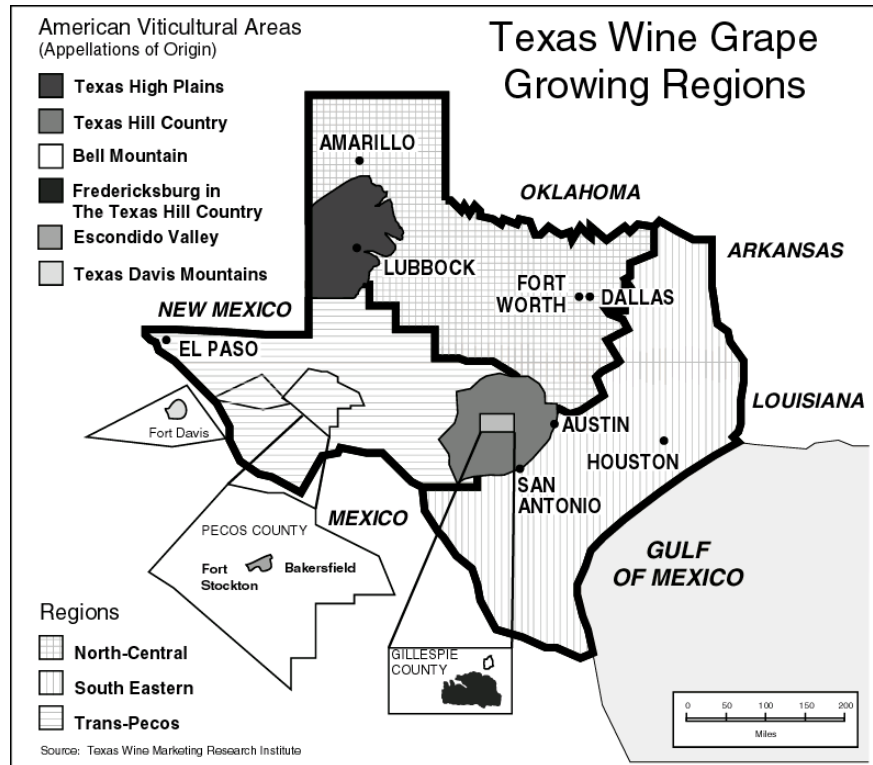 American Viticultural Areas
(Appellations of Origin)
Texas High Plains
Texas Hill Country
Bell Mountain
Fredericksburg in
The Texas Hill Country
Escondido Valley
Texas Davis Mountains
Texas Wine Grape
Growing Regions
AMARILLO
OKLAHOMA
ARKANSAS
LUBBOCK
FORT
WORTH
DALLAS
NEW MEXICO
EL PASO
LOUISIANA
Fort Davis
AUSTIN
HOUSTON
SAN
ANTONIO
MEXICO
PECOS COUNTY
Fort
Stockton
Bakersfield
GULF
OF MEXICO
Regions
North-Central
South Eastern
Trans-Pecos
GILLESPIE
COUNTY
0 50 100 150 200
Miles
Source: Texas Wine Marketing Research Institute